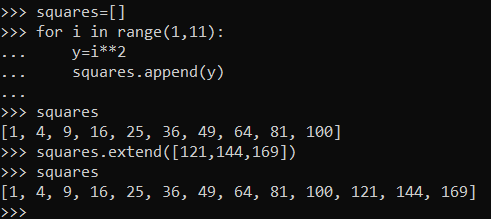 >>> squares=[]
>>> for i in range(1,11):
...     y=i**2
...     squares.append(y)
...
>>> squares
[1, 4, 9, 16, 25, 36, 49, 64, 81, 100]
>>> squares.extend([121,144,169])
>>> squares
[1, 4, 9, 16, 25, 36, 49, 64, 81, 100, 121, 144, 169]
>>>